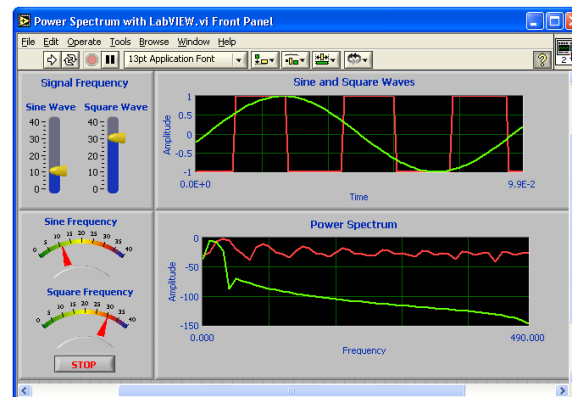 Power Spectrum with LabVIEW.vi Front Panel
File Edit Operate Tools Browse Window Help
13pt Application Font
?
2
Signal Frequency
Sine Wave Square Wave
40
30
20
10
0
40
30
20
10
0
Sine and Square Waves
Amplitude
1
0.5
0
-0.5
-1
0.0E+0 9.9E-2
Time
Sine Frequency
0 5 10 15 20 25 30 35 40
Square Frequency
0 5 10 15 20 25 30 35 40
STOP
Power Spectrum
Amplitude
0
-50
-100
-150
0.000 490.000
Frequency